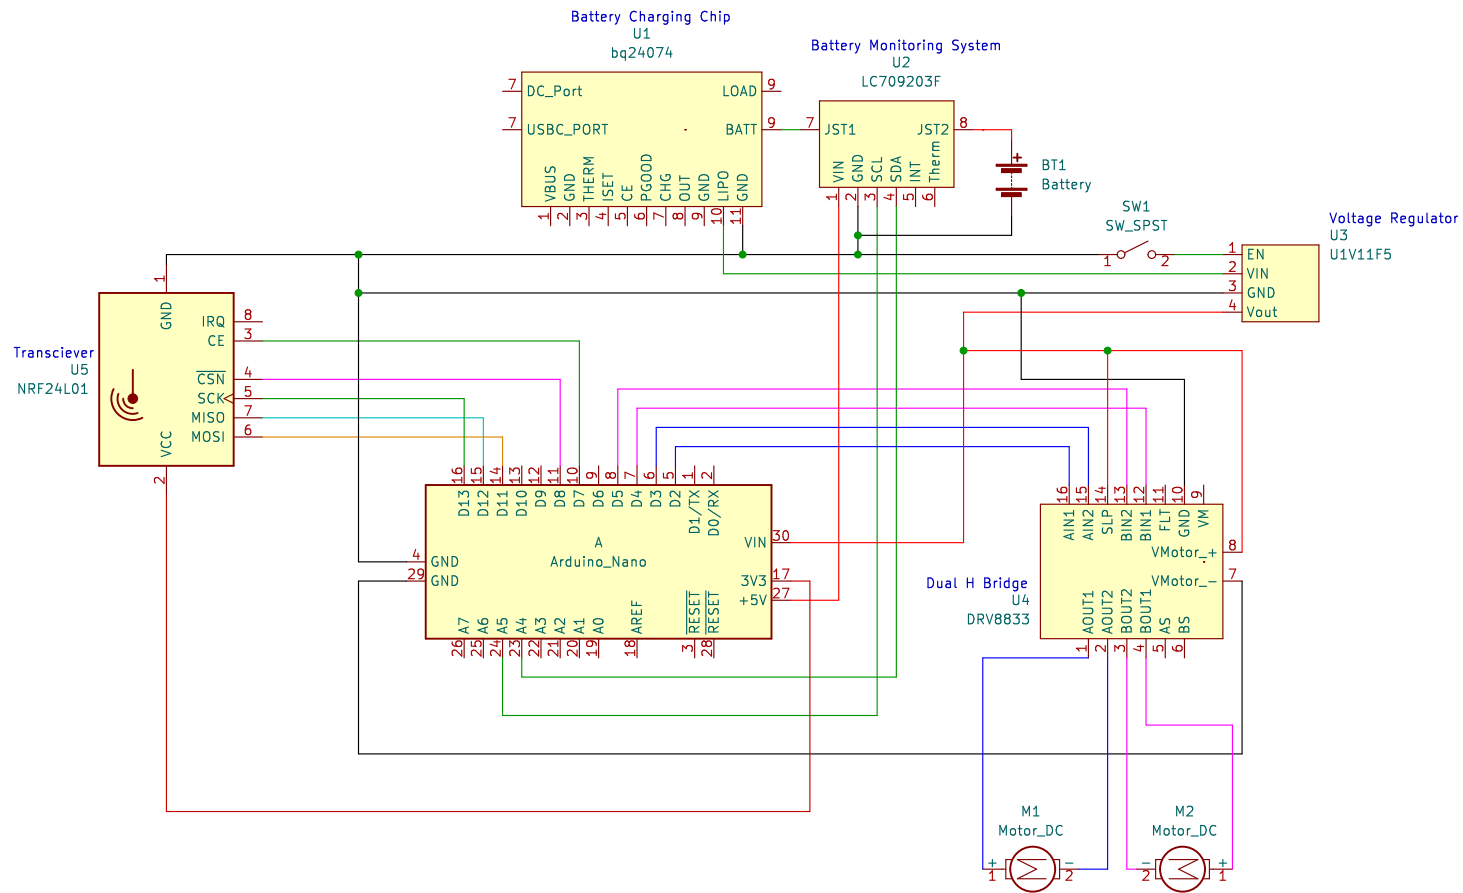 Battery Charging Chip
U1
bq24074
7 DC_Port
LOAD 9
7 USBC_PORT
BATT 9
VBUS GND THERM ISET CE PGOOD CHG OUT GND LIPO GND
1 2 3 4 5 6 7 8 9 10 11
Battery Monitoring System
U2
LC709203F
7 JST1
JST2 8
VIN GND SCL SDA INT Therm
1 2 3 4 5 6
+
BT1
Battery
SW1
SW_SPST
1 2
Voltage Regulator
U3
U1V11F5
1 EN
2 VIN
3 GND
4 Vout
Transciever
U5
NRF24L01
1
GND
IRQ 8
CE 3
CSN 4
SCK 5
MISO 7
MOSI 6
VCC
2
16 15 14 13 12 11 10 9 8 7 6 5 1 2
D13 D12 D11 D10 D9 D8 D7 D6 D5 D4 D3 D2 D1/TX D0/RX
A
Arduino_Nano
VIN 30
4 GND
29 GND
3V3 17
+5V 27
A7 A6 A5 A4 A3 A2 A1 A0 AREF RESET RESET
26 25 24 23 22 21 20 19 18 3 28
Dual H Bridge
U4
DRV8833
16 15 14 13 12 11 10 9
AIN1 AIN2 SLP BIN2 BIN1 FLT GND VM
VMotor_+ 8
VMotor_- 7
AOUT1 AOUT2 BOUT2 BOUT1 AS BS
1 2 3 4 5 6
M1
Motor_DC
+ -
1 2
M2
Motor_DC
- +
2 1